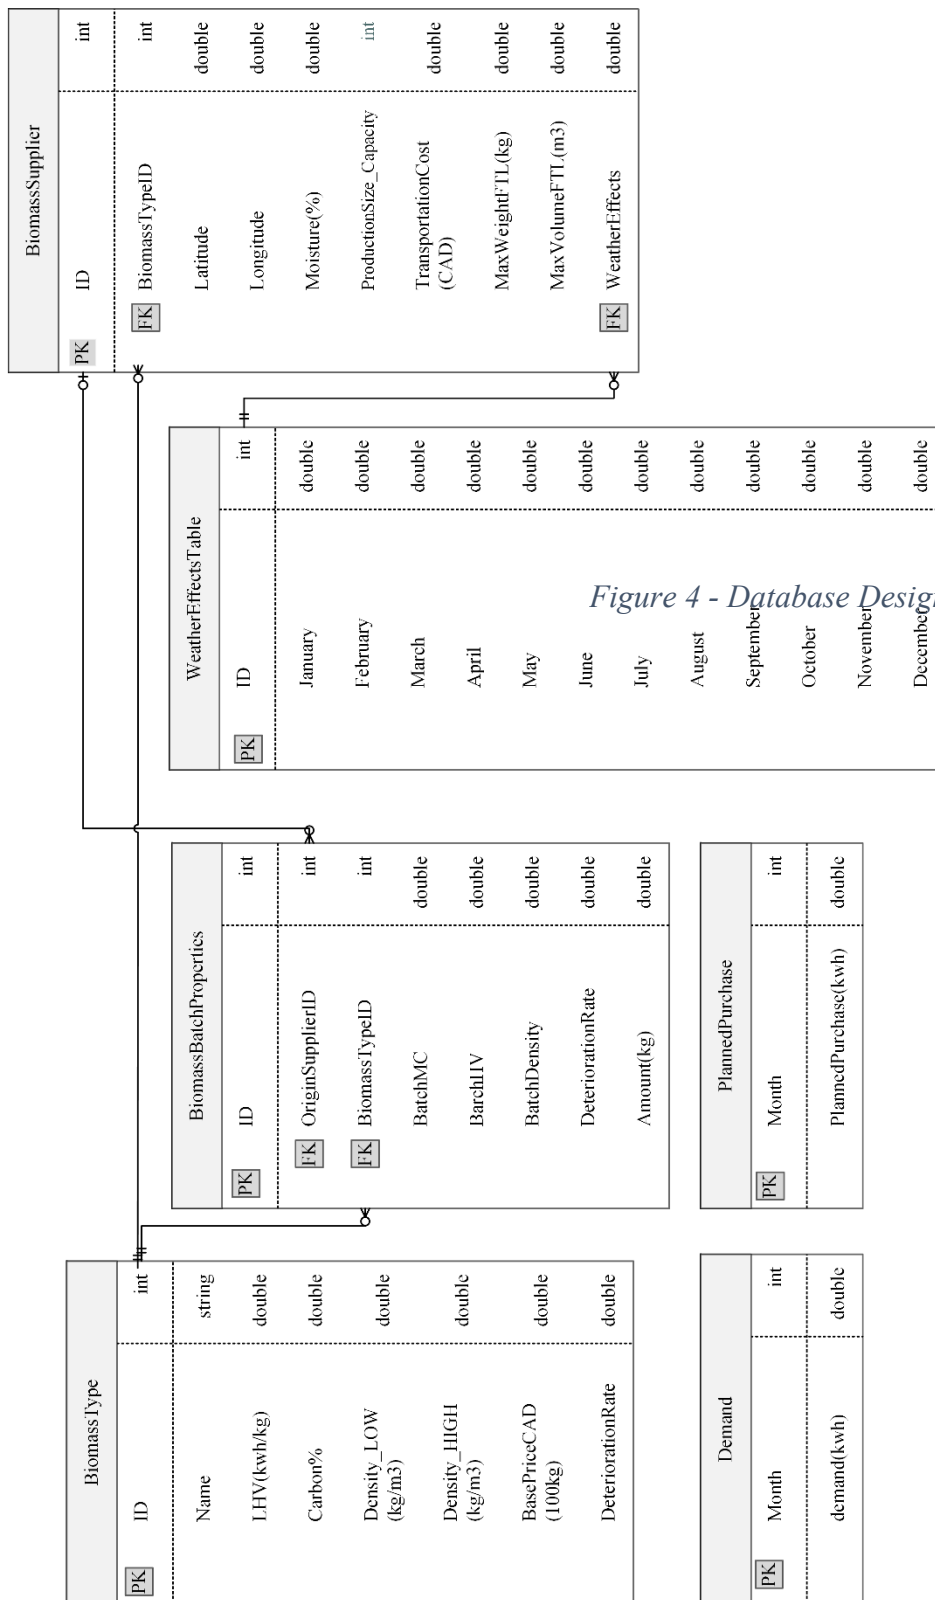 BiomassType
PK ID int
Name string
LHV(kwh/kg) double
Carbon% double
Density_LOW
(kg/m3) double
Density_HIGH
(kg/m3) double
BasePriceCAD
(100kg) double
DeteriorationRate double
Demand
PK Month int
demand(kwh) double
BiomassBatchProperties
PK ID int
FK OriginSupplierID int
FK BiomassTypeID int
BatchMC double
BarchHV double
BatchDensity double
DeteriorationRate double
Amount(kg) double
PlannedPurchase
PK Month int
PlannedPurchase(kwh) double
WeatherEffectsTable
PK ID int
January double
February double
March double
April double
May double
June double
July double
August double
September double
October double
November double
December double
BiomassSupplier
PK ID int
FK BiomassTypeID int
Latitude double
Longitude double
Moisture(%) double
ProductionSize_Capacity int
TransportationCost
(CAD) double
MaxWeightFTL(kg) double
MaxVolumeFTL(m3) double
FK WeatherEffects double
Figure 4 - Database Design